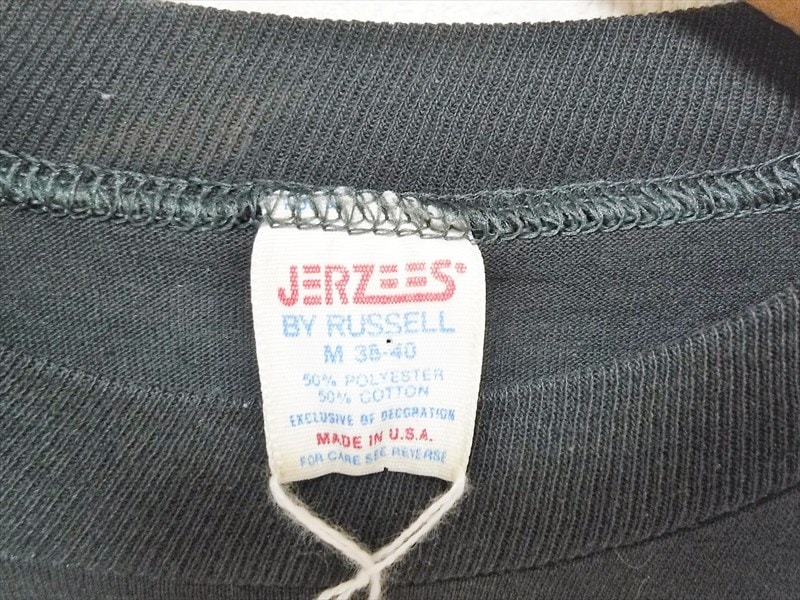 JERZEES
BY RUSSELL
M 38-40
50% POLYESTER
50% COTTON
EXCLUSIVE OF DECORATION
MADE IN U.S.A.
FOR CARE SEE REVERSE